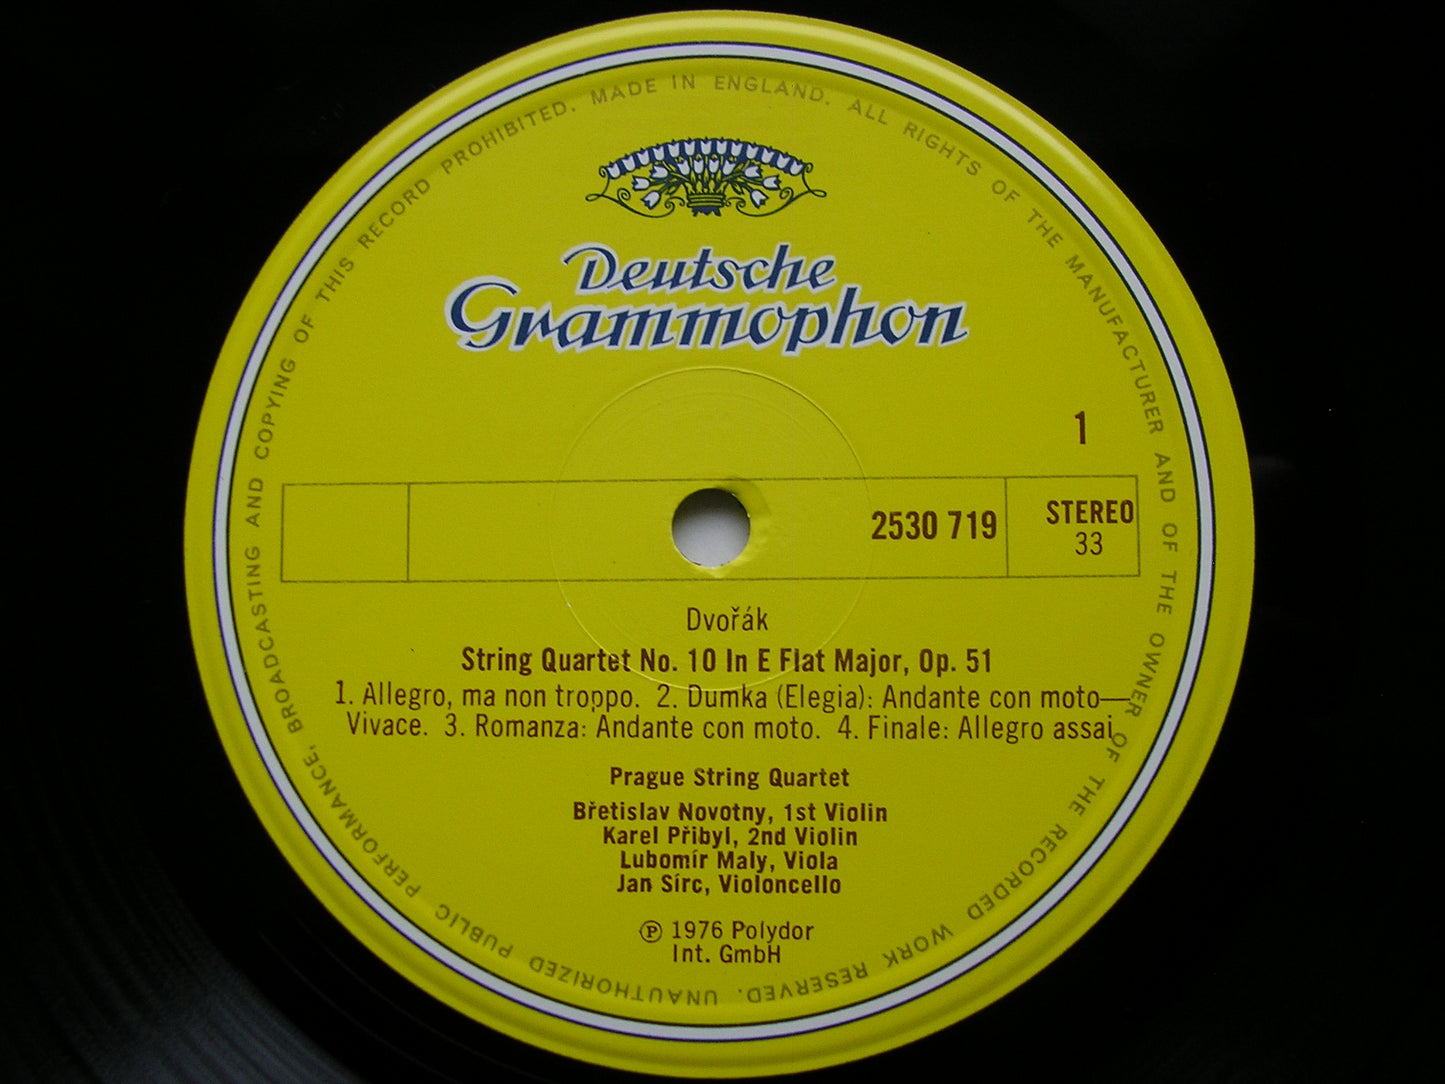 MADE IN ENGLAND. ALL RIGHTS OF THE MANUFACTURER AND OF THE OWNER OF THE RECORDED WORK RESERVED. UNAUTHORIZED PUBLIC PERFORMANCE, BROADCASTING AND COPYING OF THIS RECORD PROHIBITED.
Deutsche
Grammophon
1
2530 719
STEREO
33
Dvořák
String Quartet No. 10 In E Flat Major, Op. 51
1. Allegro, ma non troppo. 2. Dumka (Elegia): Andante con moto—
Vivace. 3. Romanza: Andante con moto. 4. Finale: Allegro assai
Prague String Quartet
Břetislav Novotny, 1st Violin
Karel Přibyl, 2nd Violin
Lubomír Maly, Viola
Jan Sírc, Violoncello
℗ 1976 Polydor
Int. GmbH